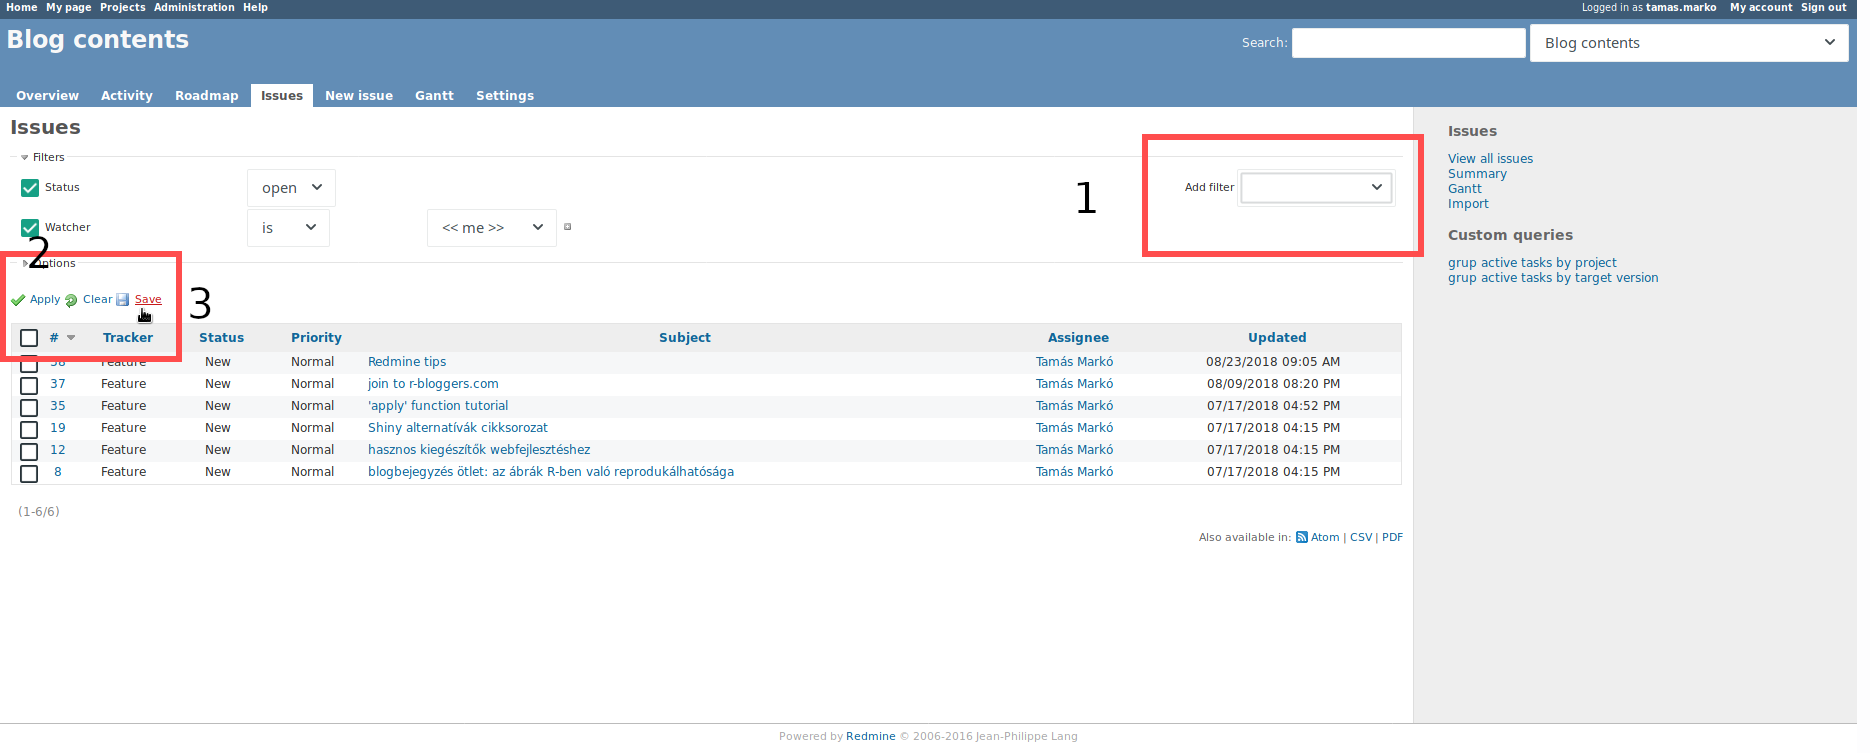 Home My page Projects Administration Help Logged in as tamas.marko My account Sign out
Blog contents Search: Blog contents
Overview Activity Roadmap Issues New issue Gantt Settings
Issues
Filters
Status open
Watcher is << me >>
Add filter
1
2
Options
Apply Clear Save
3
# Tracker Status Priority Subject Assignee Updated
Feature New Normal Redmine tips Tamás Markó 08/23/2018 09:05 AM
37 Feature New Normal join to r-bloggers.com Tamás Markó 08/09/2018 08:20 PM
35 Feature New Normal 'apply' function tutorial Tamás Markó 07/17/2018 04:52 PM
19 Feature New Normal Shiny alternatívák cikksorozat Tamás Markó 07/17/2018 04:15 PM
12 Feature New Normal hasznos kiegészítők webfejlesztéshez Tamás Markó 07/17/2018 04:15 PM
8 Feature New Normal blogbejegyzés ötlet: az ábrák R-ben való reprodukálhatósága Tamás Markó 07/17/2018 04:15 PM
(1-6/6)
Also available in: Atom | CSV | PDF
Issues
View all issues
Summary
Gantt
Import
Custom queries
grup active tasks by project
grup active tasks by target version
Powered by Redmine © 2006-2016 Jean-Philippe Lang